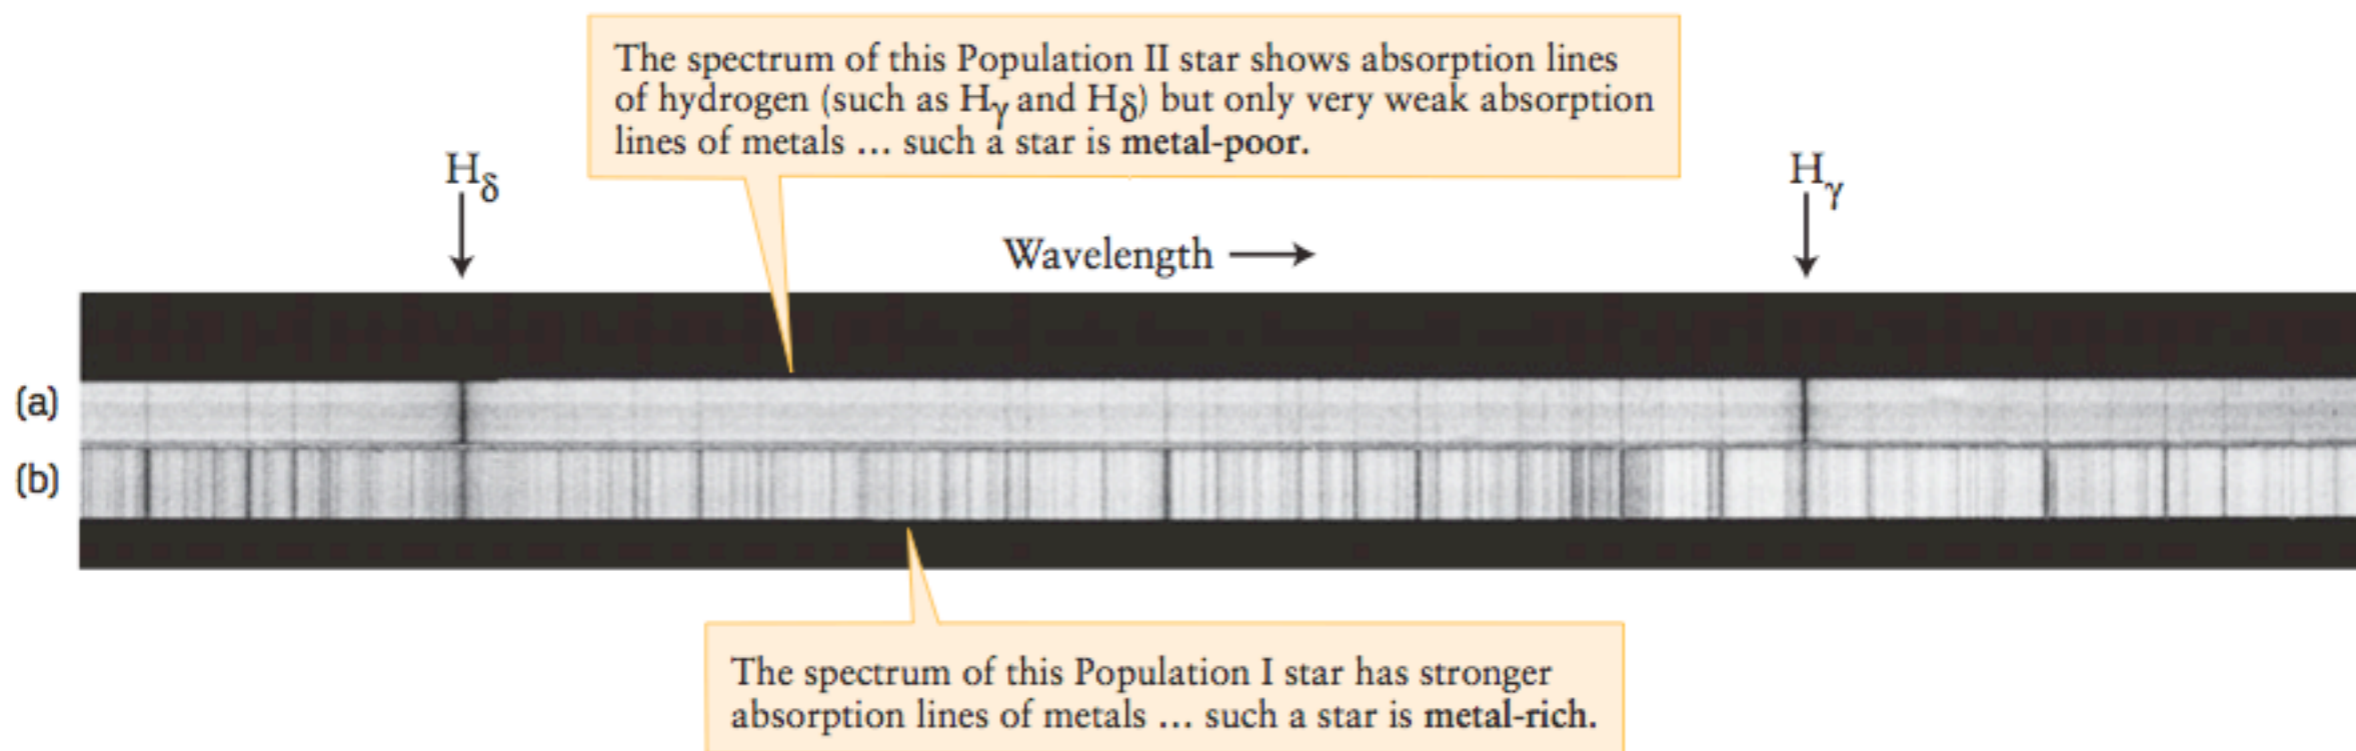 The spectrum of this Population II star shows absorption lines
of hydrogen (such as Hγ and Hδ) but only very weak absorption
lines of metals ... such a star is metal-poor.
Hδ
Hγ
Wavelength →
(a)
(b)
The spectrum of this Population I star has stronger
absorption lines of metals ... such a star is metal-rich.